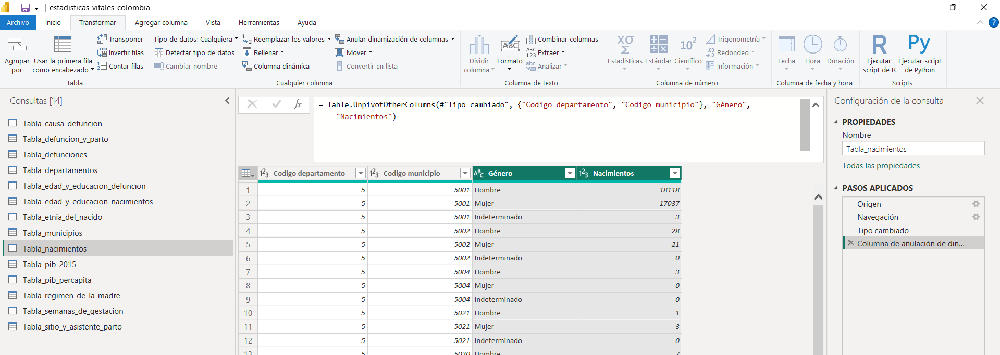 estadisticas_vitales_colombia
Archivo Inicio Transformar Agregar columna Vista Herramientas Ayuda
Agrupar por
Usar la primera fila como encabezado
Transponer
Invertir filas
Contar filas
Tabla
Tipo de datos: Cualquiera
Detectar tipo de datos
Cambiar nombre
Reemplazar los valores
Rellenar
Columna dinámica
Anular dinamización de columnas
Mover
Convertir en lista
Cualquier columna
Dividir columna
Formato
Combinar columnas
Extraer
Analizar
Columna de texto
Estadísticas
Estándar
Científico
Trigonometría
Redondeo
Información
Columna de número
Fecha
Hora
Duración
Columna de fecha y hora
Ejecutar script de R
Ejecutar script de Python
Scripts
Consultas [14]
Tabla_causa_defuncion
Tabla_defuncion_y_parto
Tabla_defunciones
Tabla_departamentos
Tabla_edad_y_educacion_defuncion
Tabla_edad_y_educacion_nacimientos
Tabla_etnia_del_nacido
Tabla_municipios
Tabla_nacimientos
Tabla_pib_2015
Tabla_pib_percapita
Tabla_regimen_de_la_madre
Tabla_semanas_de_gestacion
Tabla_sitio_y_asistente_parto
fx
= Table.UnpivotOtherColumns(#"Tipo cambiado", {"Codigo departamento", "Codigo municipio"}, "Género",
"Nacimientos")
Codigo departamento Codigo municipio Género Nacimientos
1 5 5001 Hombre 18118
2 5 5001 Mujer 17037
3 5 5001 Indeterminado 3
4 5 5002 Hombre 28
5 5 5002 Mujer 21
6 5 5002 Indeterminado 0
7 5 5004 Hombre 3
8 5 5004 Mujer 0
9 5 5004 Indeterminado 0
10 5 5021 Hombre 1
11 5 5021 Mujer 3
12 5 5021 Indeterminado 0
13 5 5030 Hombre 7
Configuración de la consulta
PROPIEDADES
Nombre
Tabla_nacimientos
Todas las propiedades
PASOS APLICADOS
Origen
Navegación
Tipo cambiado
Columna de anulación de din...